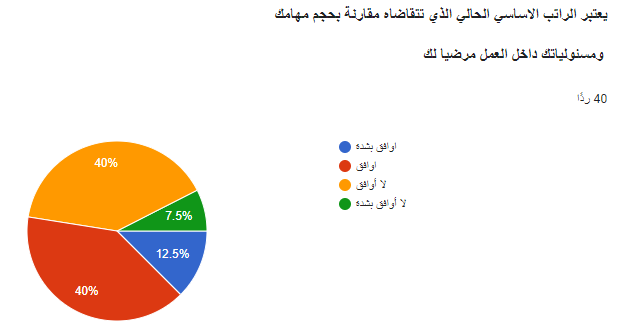 يعتبر الراتب الاساسي الحالي الذي تتقاضاه مقارنة بحجم مهامك
ومسئولياتك داخل العمل مرضيا لك
40 ردًا
اوافق بشدة
اوافق
لا أوافق
لا أوافق بشدة
40%
7.5%
12.5%
40%